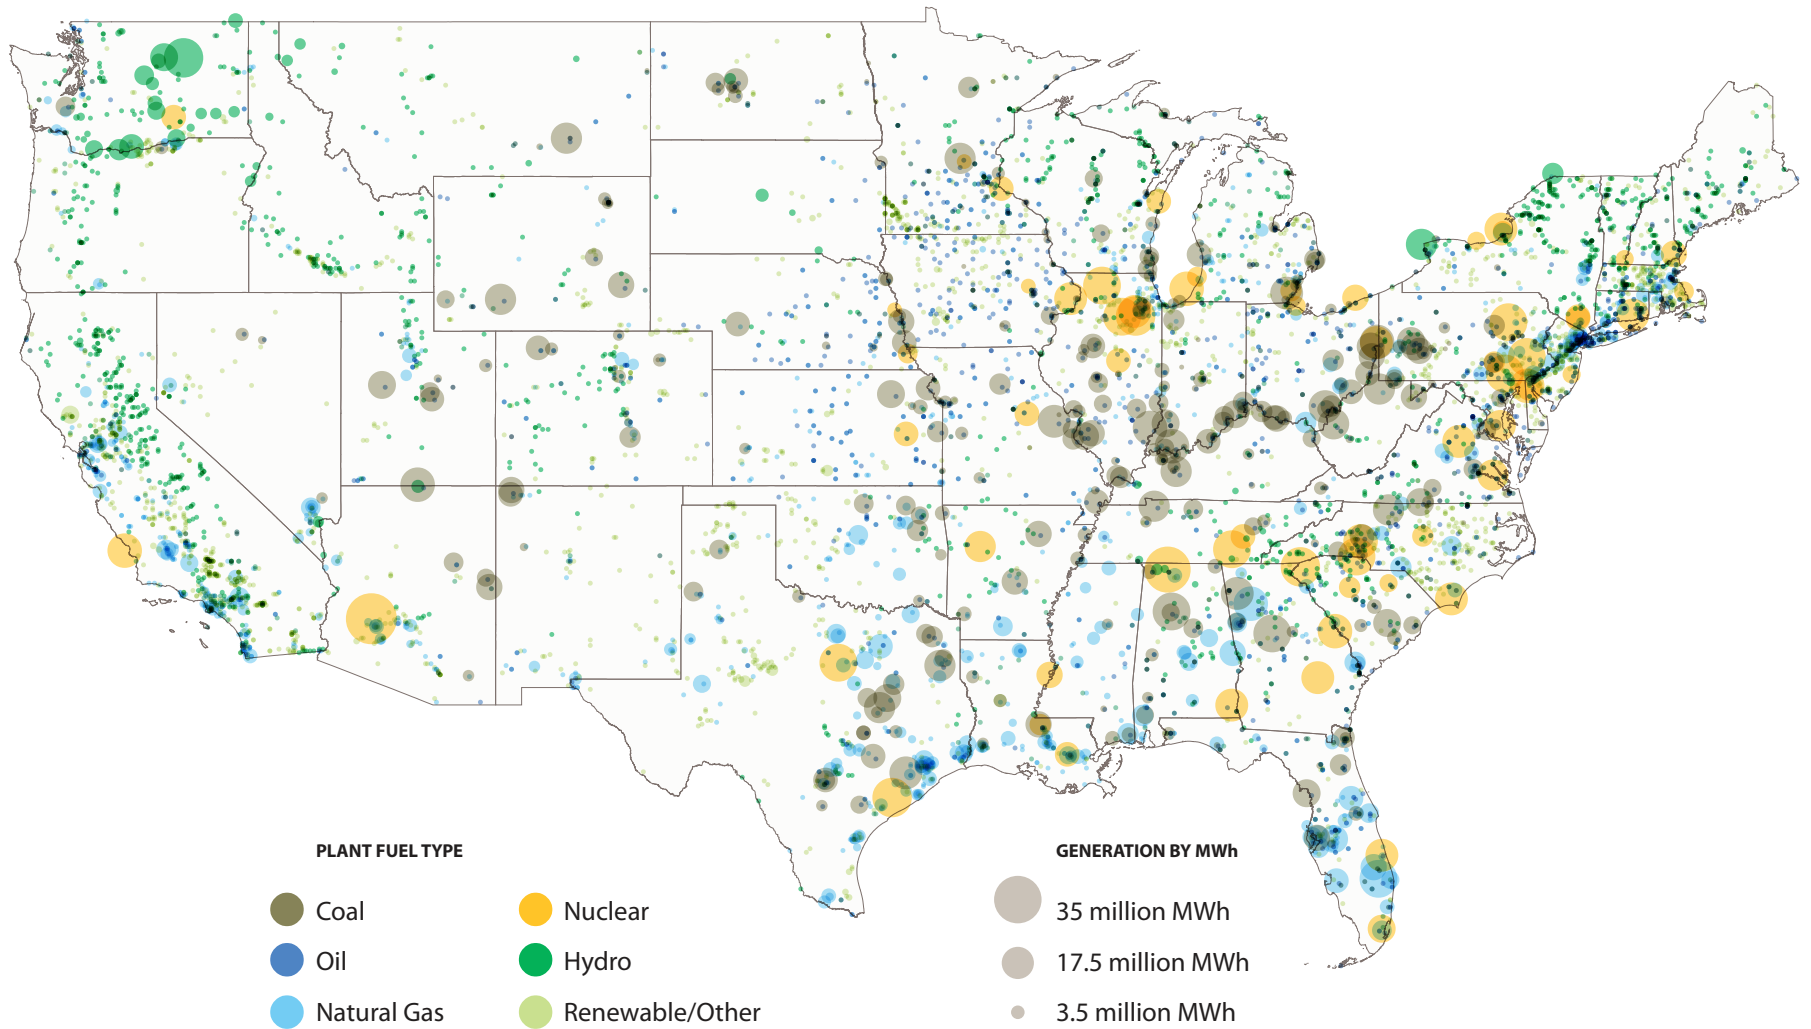 PLANT FUEL TYPE
Coal
Oil
Natural Gas
Nuclear
Hydro
Renewable/Other
GENERATION BY MWh
35 million MWh
17.5 million MWh
3.5 million MWh